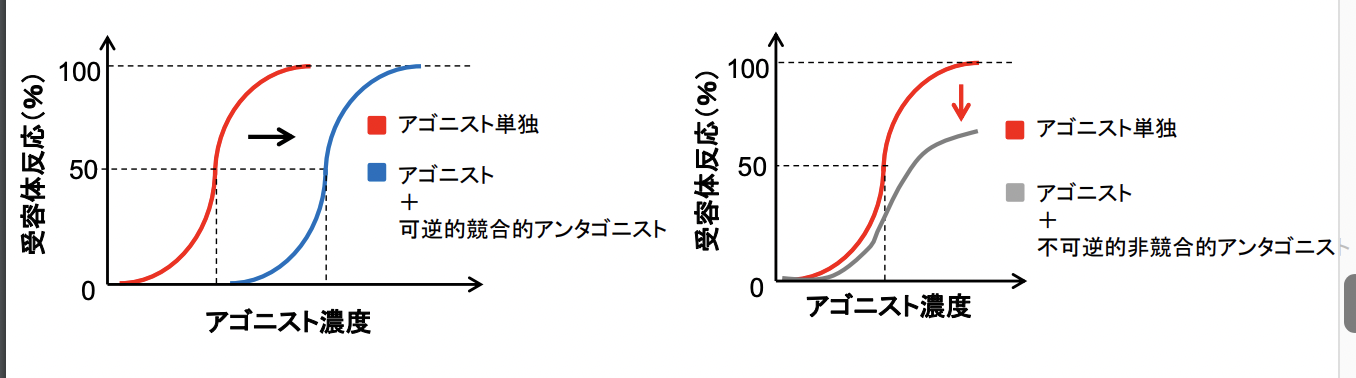 受容体反応(%)
100
50
0
アゴニスト濃度
アゴニスト単独
アゴニスト
+
可逆的競合的アンタゴニスト
受容体反応(%)
100
50
0
アゴニスト濃度
アゴニスト単独
アゴニスト
+
不可逆的非競合的アンタゴニスト